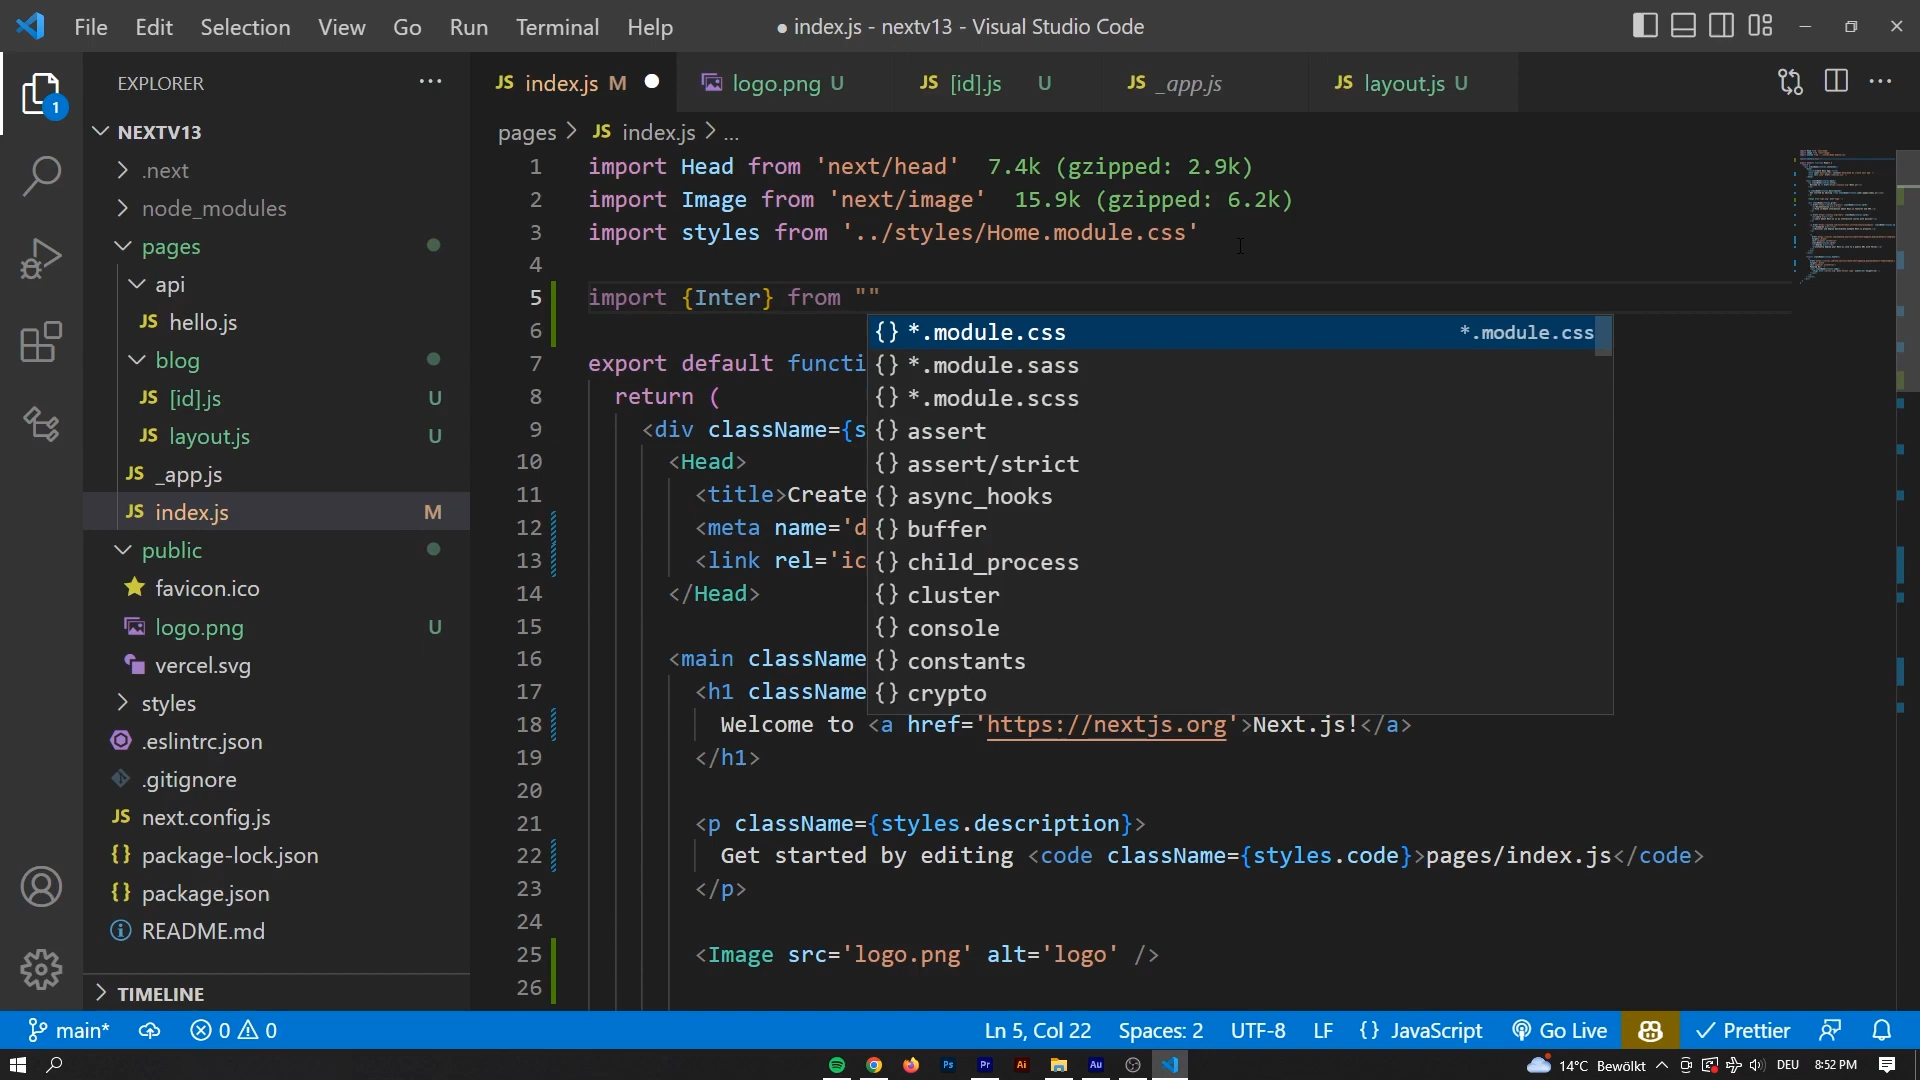 File Edit Selection View Go Run Terminal Help
● index.js - nextv13 - Visual Studio Code
EXPLORER
1
NEXTV13
.next
node_modules
pages
api
JS hello.js
blog
JS [id].js U
JS layout.js U
JS _app.js
JS index.js M
public
favicon.ico
logo.png U
vercel.svg
styles
.eslintrc.json
.gitignore
JS next.config.js
{} package-lock.json
{} package.json
README.md
TIMELINE
JS index.js M
logo.png U
JS [id].js U
JS _app.js
JS layout.js U
pages > JS index.js > ...
1 import Head from 'next/head' 7.4k (gzipped: 2.9k)
2 import Image from 'next/image' 15.9k (gzipped: 6.2k)
3 import styles from '../styles/Home.module.css'
4
5 import {Inter} from ""
6
7 export default functi
8 return (
9 <div className={s
10 <Head>
11 <title>Create
12 <meta name='d
13 <link rel='ic
14 </Head>
15
16 <main className
17 <h1 className
18 Welcome to <a href='https://nextjs.org'>Next.js!</a>
19 </h1>
20
21 <p className={styles.description}>
22 Get started by editing <code className={styles.code}>pages/index.js</code>
23 </p>
24
25 <Image src='logo.png' alt='logo' />
26
{} *.module.css *.module.css
{} *.module.sass
{} *.module.scss
{} assert
{} assert/strict
{} async_hooks
{} buffer
{} child_process
{} cluster
{} console
{} constants
{} crypto
main* 0 0 Ln 5, Col 22 Spaces: 2 UTF-8 LF {} JavaScript Go Live Prettier
Ps Pr Ai Au 14°C Bewölkt DEU 8:52 PM